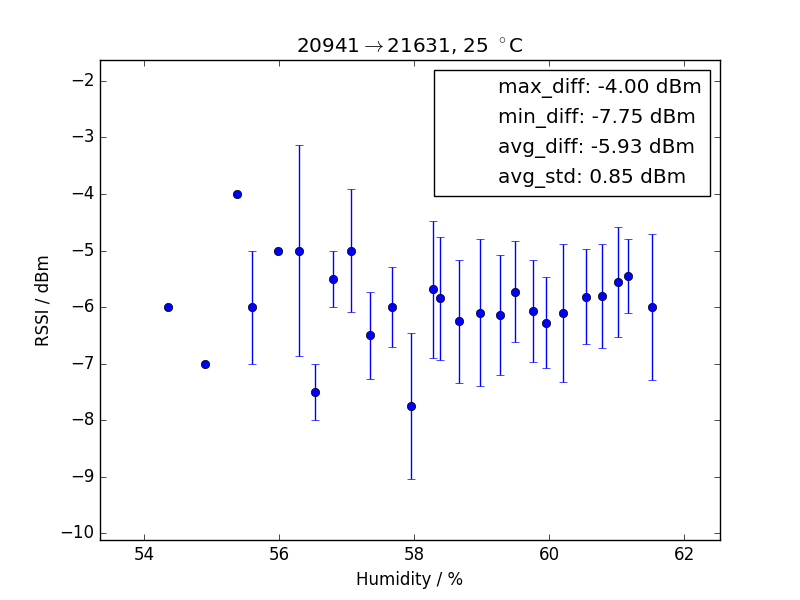 20941→21631, 25 °C
max_diff: -4.00 dBm
min_diff: -7.75 dBm
avg_diff: -5.93 dBm
avg_std: 0.85 dBm
RSSI / dBm
−2
−3
−4
−5
−6
−7
−8
−9
−10
54 56 58 60 62
Humidity / %